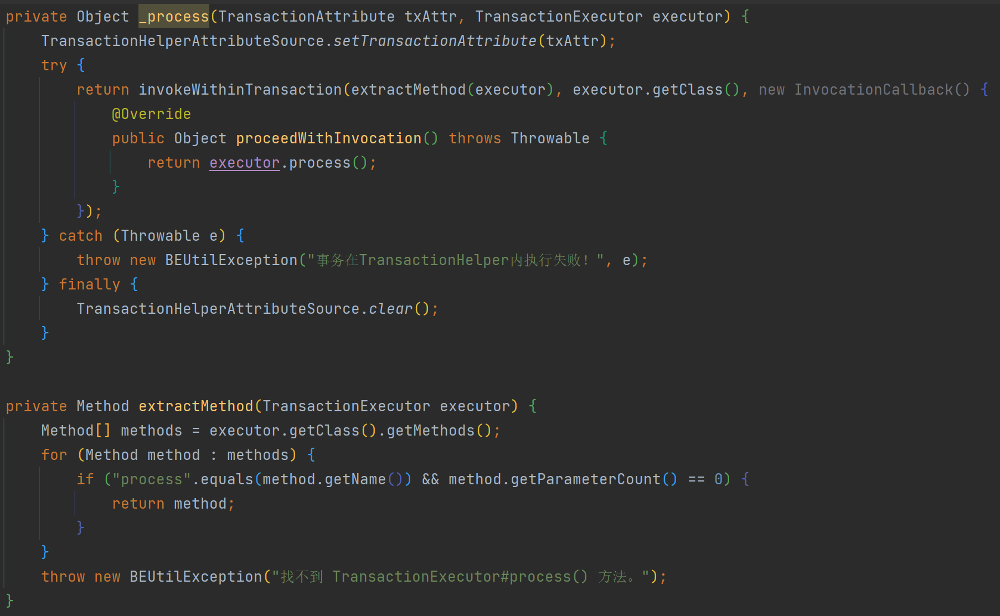 private Object _process(TransactionAttribute txAttr, TransactionExecutor executor) {
    TransactionHelperAttributeSource.setTransactionAttribute(txAttr);
    try {
        return invokeWithinTransaction(extractMethod(executor), executor.getClass(), new InvocationCallback() {
            @Override
            public Object proceedWithInvocation() throws Throwable {
                return executor.process();
            }
        });
    } catch (Throwable e) {
        throw new BEUtilException("事务在TransactionHelper内执行失败！", e);
    } finally {
        TransactionHelperAttributeSource.clear();
    }
}

private Method extractMethod(TransactionExecutor executor) {
    Method[] methods = executor.getClass().getMethods();
    for (Method method : methods) {
        if ("process".equals(method.getName()) && method.getParameterCount() == 0) {
            return method;
        }
    }
    throw new BEUtilException("找不到 TransactionExecutor#process() 方法。");
}